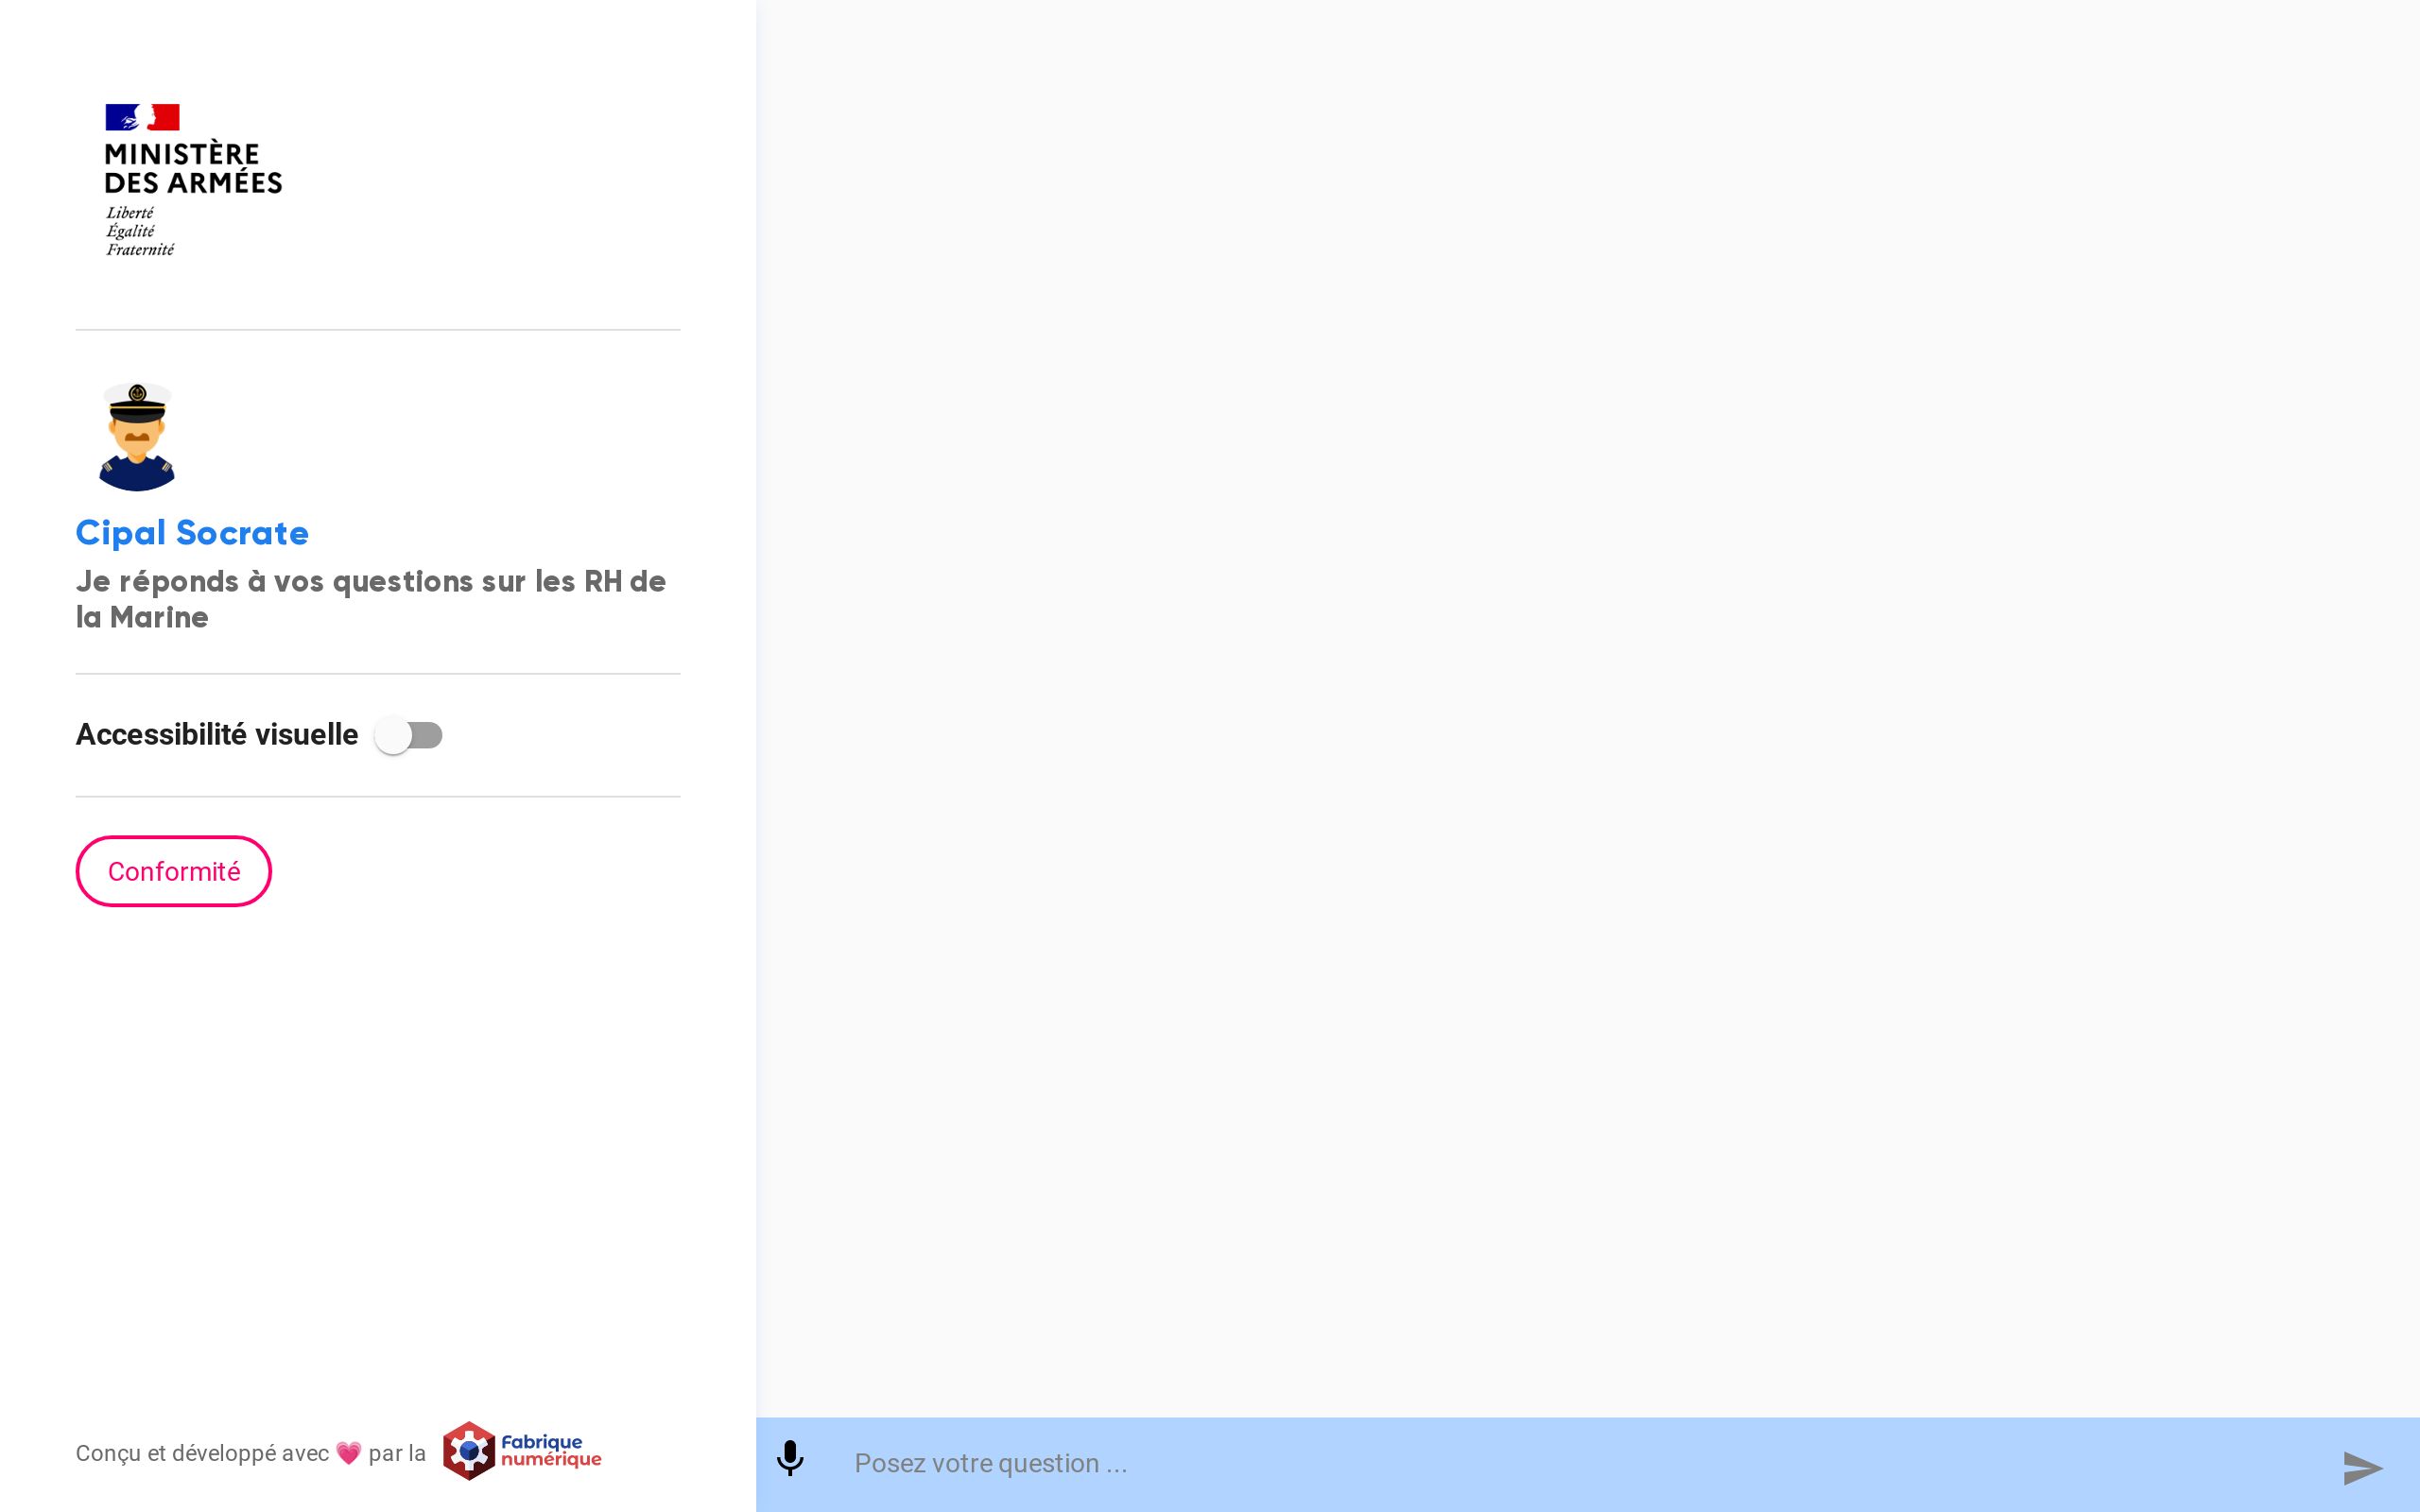 MINISTÈRE
DES ARMÉES
Liberté
Égalité
Fraternité
Cipal Socrate
Je réponds à vos questions sur les RH de
la Marine
Accessibilité visuelle
Conformité
Conçu et développé avec 💗 par la
Fabrique
numérique
Posez votre question ...